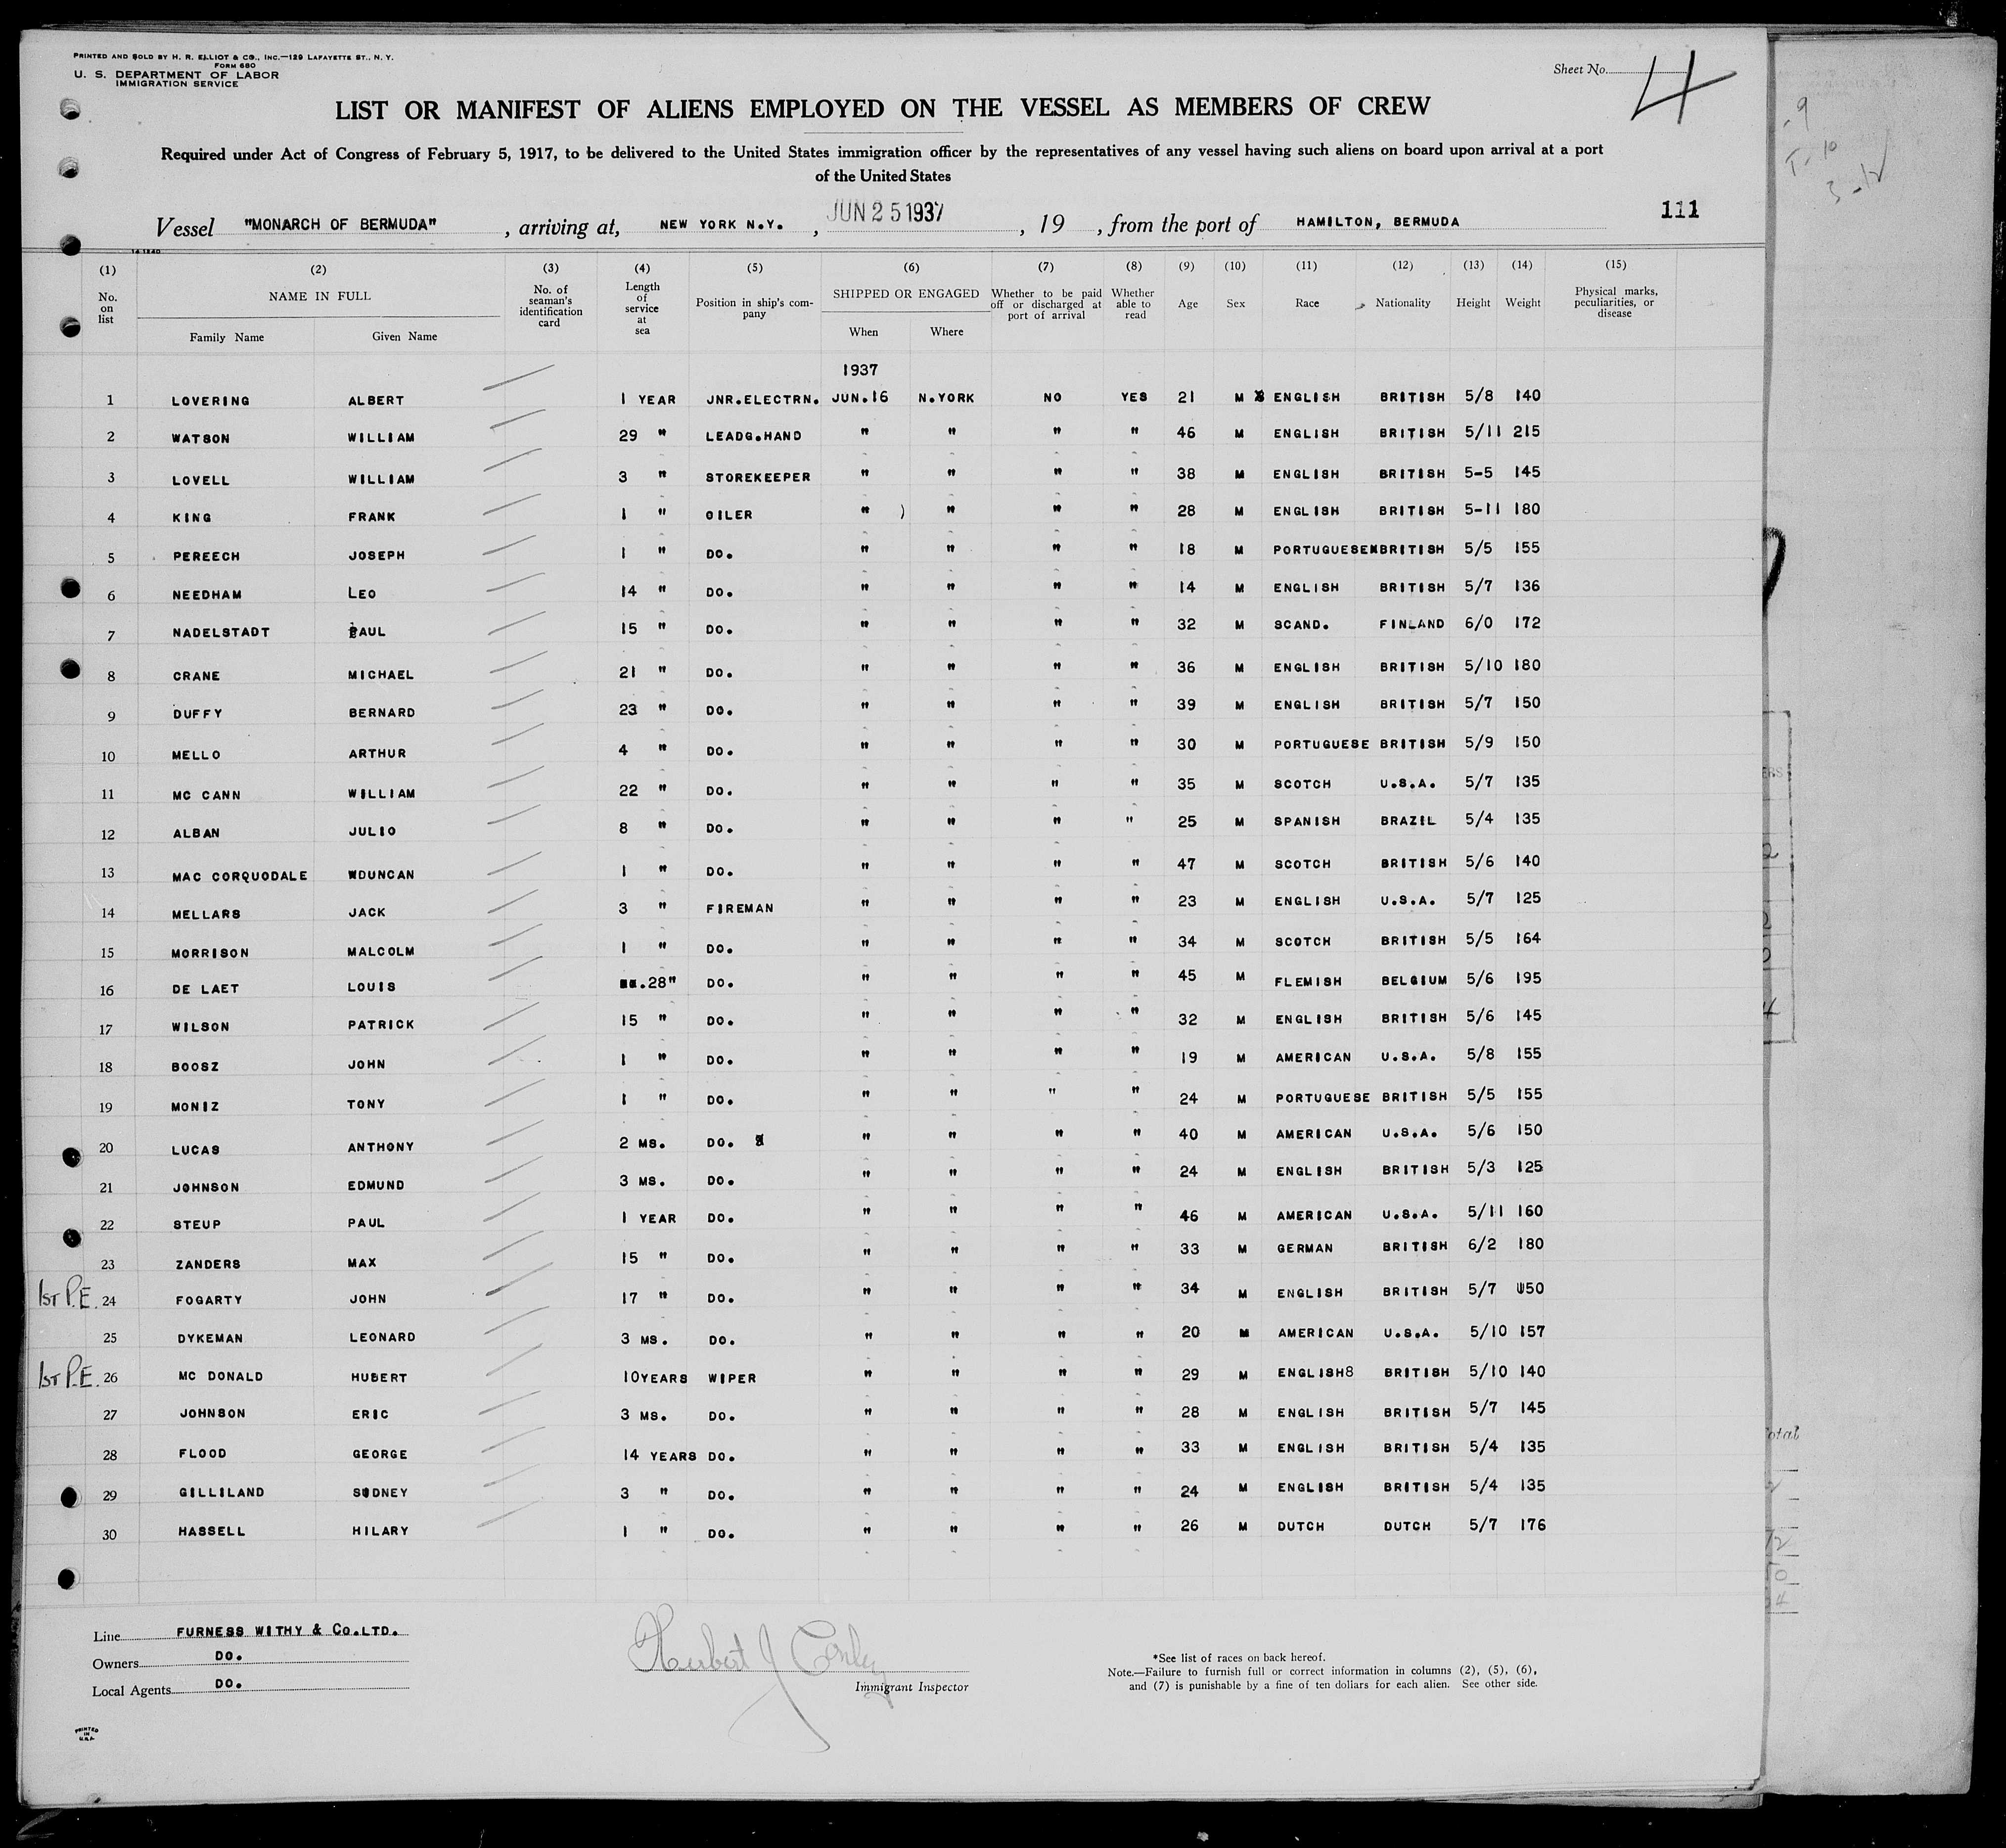 PRINTED AND SOLD BY H. R. ELLIOT & CO., INC.—129 LAFAYETTE ST., N. Y.
FORM 680
U. S. DEPARTMENT OF LABOR
IMMIGRATION SERVICE
Sheet No. 4
LIST OR MANIFEST OF ALIENS EMPLOYED ON THE VESSEL AS MEMBERS OF CREW
Required under Act of Congress of February 5, 1917, to be delivered to the United States immigration officer by the representatives of any vessel having such aliens on board upon arrival at a port
of the United States
Vessel "MONARCH OF BERMUDA", arriving at, NEW YORK N.Y., JUN 25 1937, 19 , from the port of HAMILTON, BERMUDA 111
14 1240
(1) (2) (3) (4) (5) (6) (7) (8) (9) (10) (11) (12) (13) (14) (15)
No. on list NAME IN FULL Family Name Given Name No. of seaman's identification card Length of service at sea Position in ship's company SHIPPED OR ENGAGED When Where Whether to be paid off or discharged at port of arrival Whether able to read Age Sex Race Nationality Height Weight Physical marks, peculiarities, or disease
1937
1 LOVERING ALBERT 1 YEAR JNR.ELECTRN. JUN.16 N.YORK NO YES 21 M ENGLISH BRITISH 5/8 140
2 WATSON WILLIAM 29 " LEADG.HAND " " " " 46 M ENGLISH BRITISH 5/11 215
3 LOVELL WILLIAM 3 " STOREKEEPER " " " " 38 M ENGLISH BRITISH 5-5 145
4 KING FRANK 1 " OILER " ) " " " 28 M ENGLISH BRITISH 5-11 180
5 PEREECH JOSEPH 1 " DO. " " " " 18 M PORTUGUESE BRITISH 5/5 155
6 NEEDHAM LEO 14 " DO. " " " " 14 M ENGLISH BRITISH 5/7 136
7 NADELSTADT PAUL 15 " DO. " " " " 32 M SCAND. FINLAND 6/0 172
8 CRANE MICHAEL 21 " DO. " " " " 36 M ENGLISH BRITISH 5/10 180
9 DUFFY BERNARD 23 " DO. " " " " 39 M ENGLISH BRITISH 5/7 150
10 MELLO ARTHUR 4 " DO. " " " " 30 M PORTUGUESE BRITISH 5/9 150
11 MC CANN WILLIAM 22 " DO. " " " " 35 M SCOTCH U.S.A. 5/7 135
12 ALBAN JULIO 8 " DO. " " " " 25 M SPANISH BRAZIL 5/4 135
13 MAC CORQUODALE WDUNCAN 1 " DO. " " " " 47 M SCOTCH BRITISH 5/6 140
14 MELLARS JACK 3 " FIREMAN " " " " 23 M ENGLISH U.S.A. 5/7 125
15 MORRISON MALCOLM 1 " DO. " " " " 34 M SCOTCH BRITISH 5/5 164
16 DE LAET LOUIS .28" DO. " " " " 45 M FLEMISH BELGIUM 5/6 195
17 WILSON PATRICK 15 " DO. " " " " 32 M ENGLISH BRITISH 5/6 145
18 BOOSZ JOHN 1 " DO. " " " " 19 M AMERICAN U.S.A. 5/8 155
19 MONIZ TONY 1 " DO. " " " " 24 M PORTUGUESE BRITISH 5/5 155
20 LUCAS ANTHONY 2 MS. DO. " " " " 40 M AMERICAN U.S.A. 5/6 150
21 JOHNSON EDMUND 3 MS. DO. " " " " 24 M ENGLISH BRITISH 5/3 125
22 STEUP PAUL 1 YEAR DO. " " " " 46 M AMERICAN U.S.A. 5/11 160
23 ZANDERS MAX 15 " DO. " " " " 33 M GERMAN BRITISH 6/2 180
1ST P.E. 24 FOGARTY JOHN 17 " DO. " " " " 34 M ENGLISH BRITISH 5/7 150
25 DYKEMAN LEONARD 3 MS. DO. " " " " 20 M AMERICAN U.S.A. 5/10 157
1ST P.E. 26 MC DONALD HUBERT 10YEARS WIPER " " " " 29 M ENGLISH8 BRITISH 5/10 140
27 JOHNSON ERIC 3 MS. DO. " " " " 28 M ENGLISH BRITISH 5/7 145
28 FLOOD GEORGE 14 YEARS DO. " " " " 33 M ENGLISH BRITISH 5/4 135
29 GILLILAND SIDNEY 3 " DO. " " " " 24 M ENGLISH BRITISH 5/4 135
30 HASSELL HILARY 1 " DO. " " " " 26 M DUTCH DUTCH 5/7 176
Line FURNESS WITHY & CO.LTD.
Owners DO.
Local Agents DO.
Herbert J Conley
Immigrant Inspector
*See list of races on back hereof.
Note.—Failure to furnish full or correct information in columns (2), (5), (6),
and (7) is punishable by a fine of ten dollars for each alien. See other side.
PRINTED
IN
U.S.A.